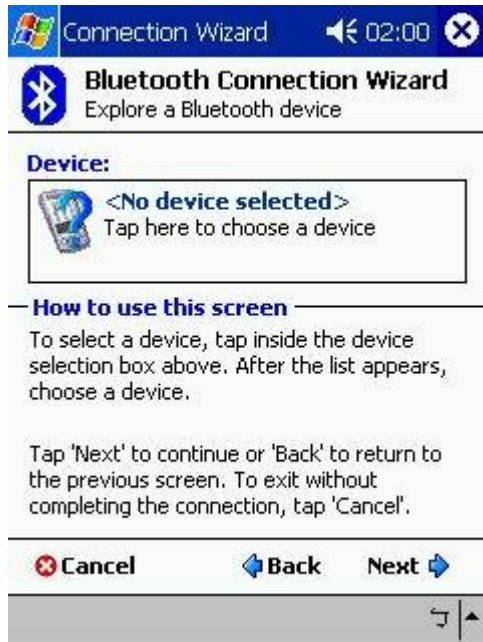 Connection Wizard 02:00
Bluetooth Connection Wizard
Explore a Bluetooth device
Device:
<No device selected>
Tap here to choose a device
How to use this screen
To select a device, tap inside the device
selection box above. After the list appears,
choose a device.
Tap 'Next' to continue or 'Back' to return to
the previous screen. To exit without
completing the connection, tap 'Cancel'.
Cancel Back Next